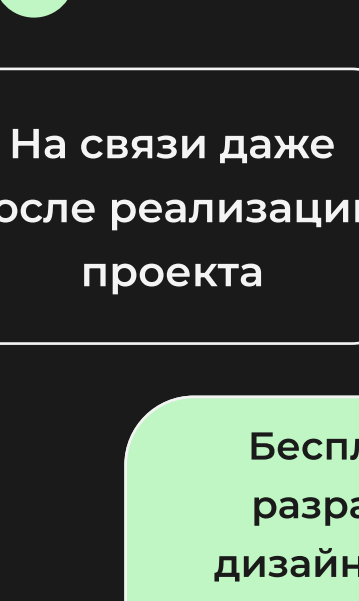 На связи даже
осле реализаци
проекта
Беспл
разра
дизайн